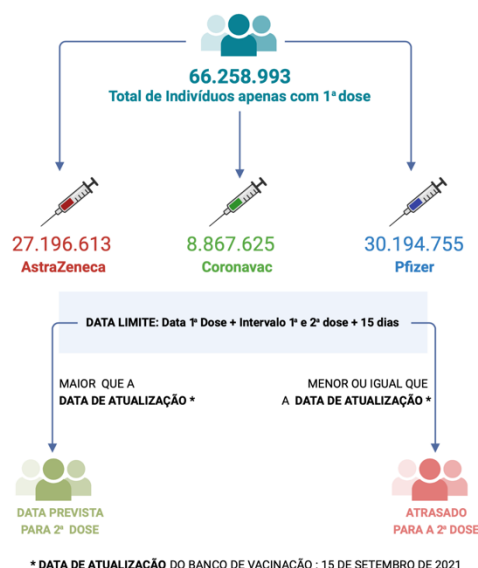 66.258.993
Total de Indivíduos apenas com 1ª dose
27.196.613
AstraZeneca
8.867.625
Coronavac
30.194.755
Pfizer
DATA LIMITE: Data 1ª Dose + Intervalo 1ª e 2ª dose + 15 dias
MAIOR QUE A
DATA DE ATUALIZAÇÃO *
MENOR OU IGUAL QUE
A DATA DE ATUALIZAÇÃO *
DATA PREVISTA
PARA 2ª DOSE
ATRASADO
PARA A 2ª DOSE
* DATA DE ATUALIZAÇÃO DO BANCO DE VACINAÇÃO : 15 DE SETEMBRO DE 2021